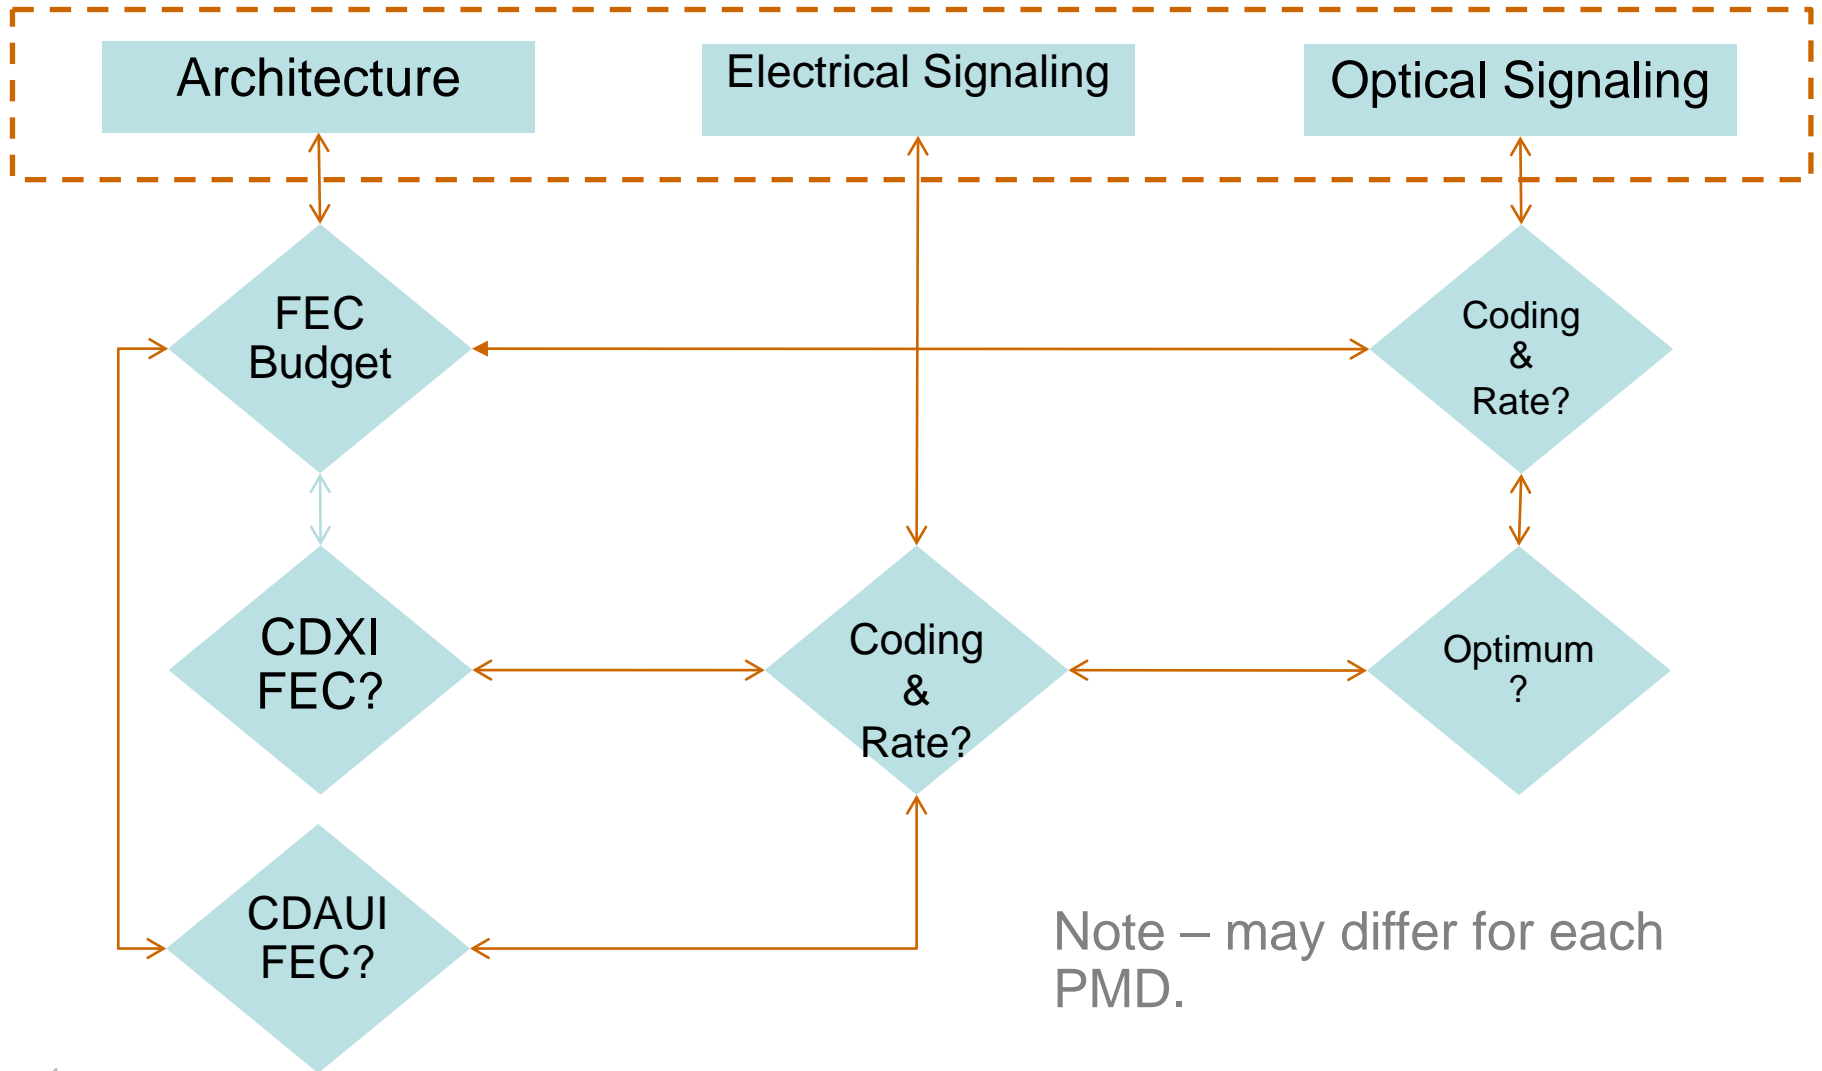 Architecture
Electrical Signaling
Optical Signaling
FEC
Budget
Coding
&
Rate?
CDXI
FEC?
Coding
&
Rate?
Optimum
?
CDAUI
FEC?
Note – may differ for each
PMD.